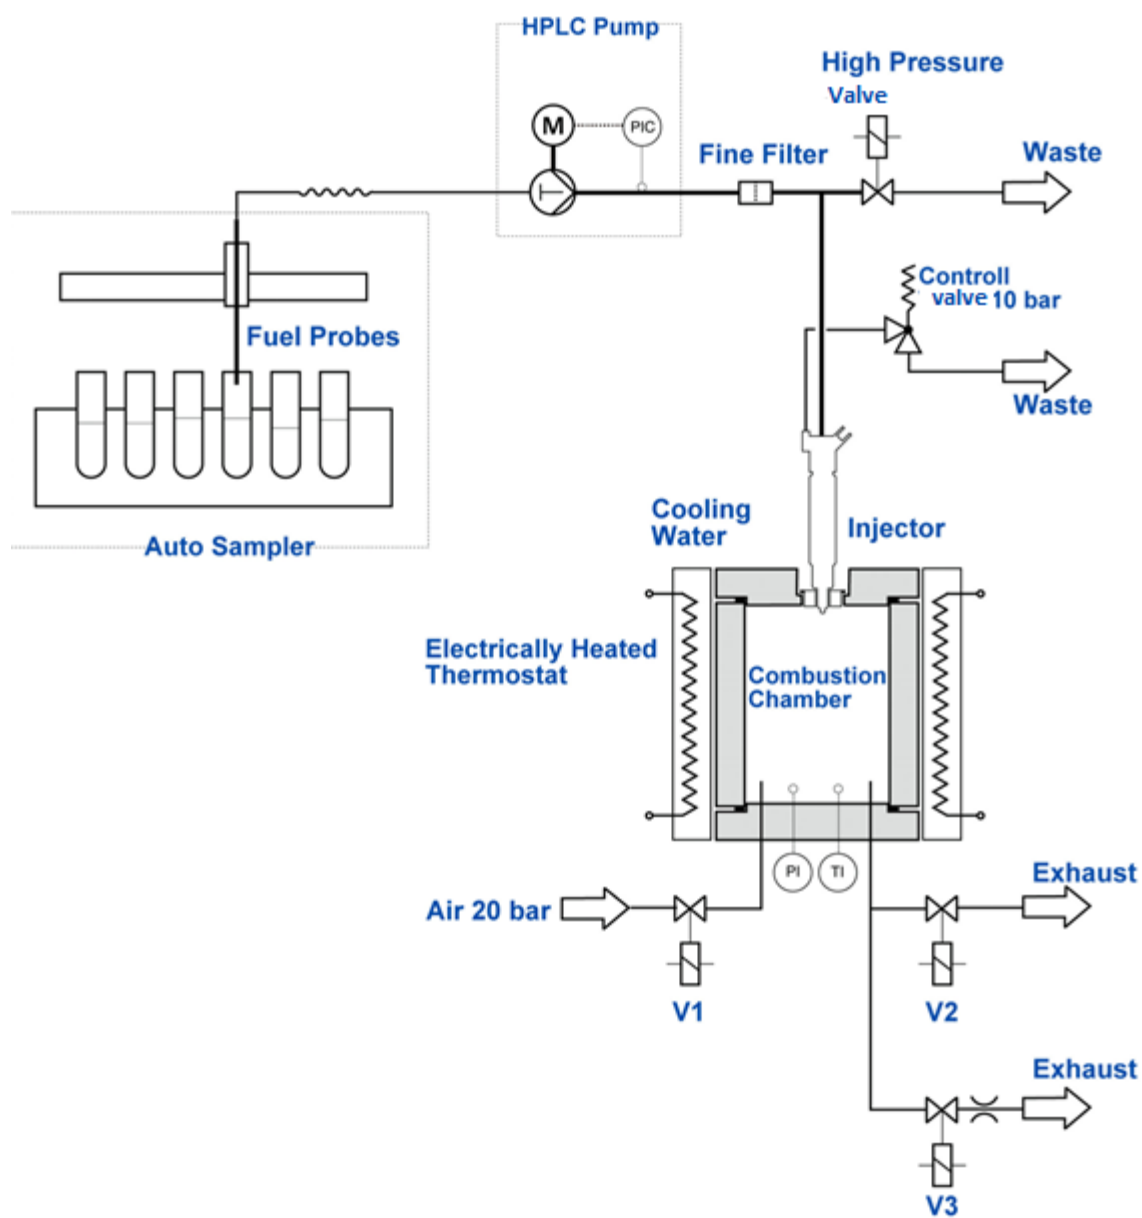 HPLC Pump
High Pressure
Valve
M
PIC
Fine Filter
Waste
Controll
valve 10 bar
Fuel Probes
Waste
Cooling
Water
Injector
Auto Sampler
Electrically Heated
Thermostat
Combustion
Chamber
PI
TI
Exhaust
Air 20 bar
V1
V2
Exhaust
V3